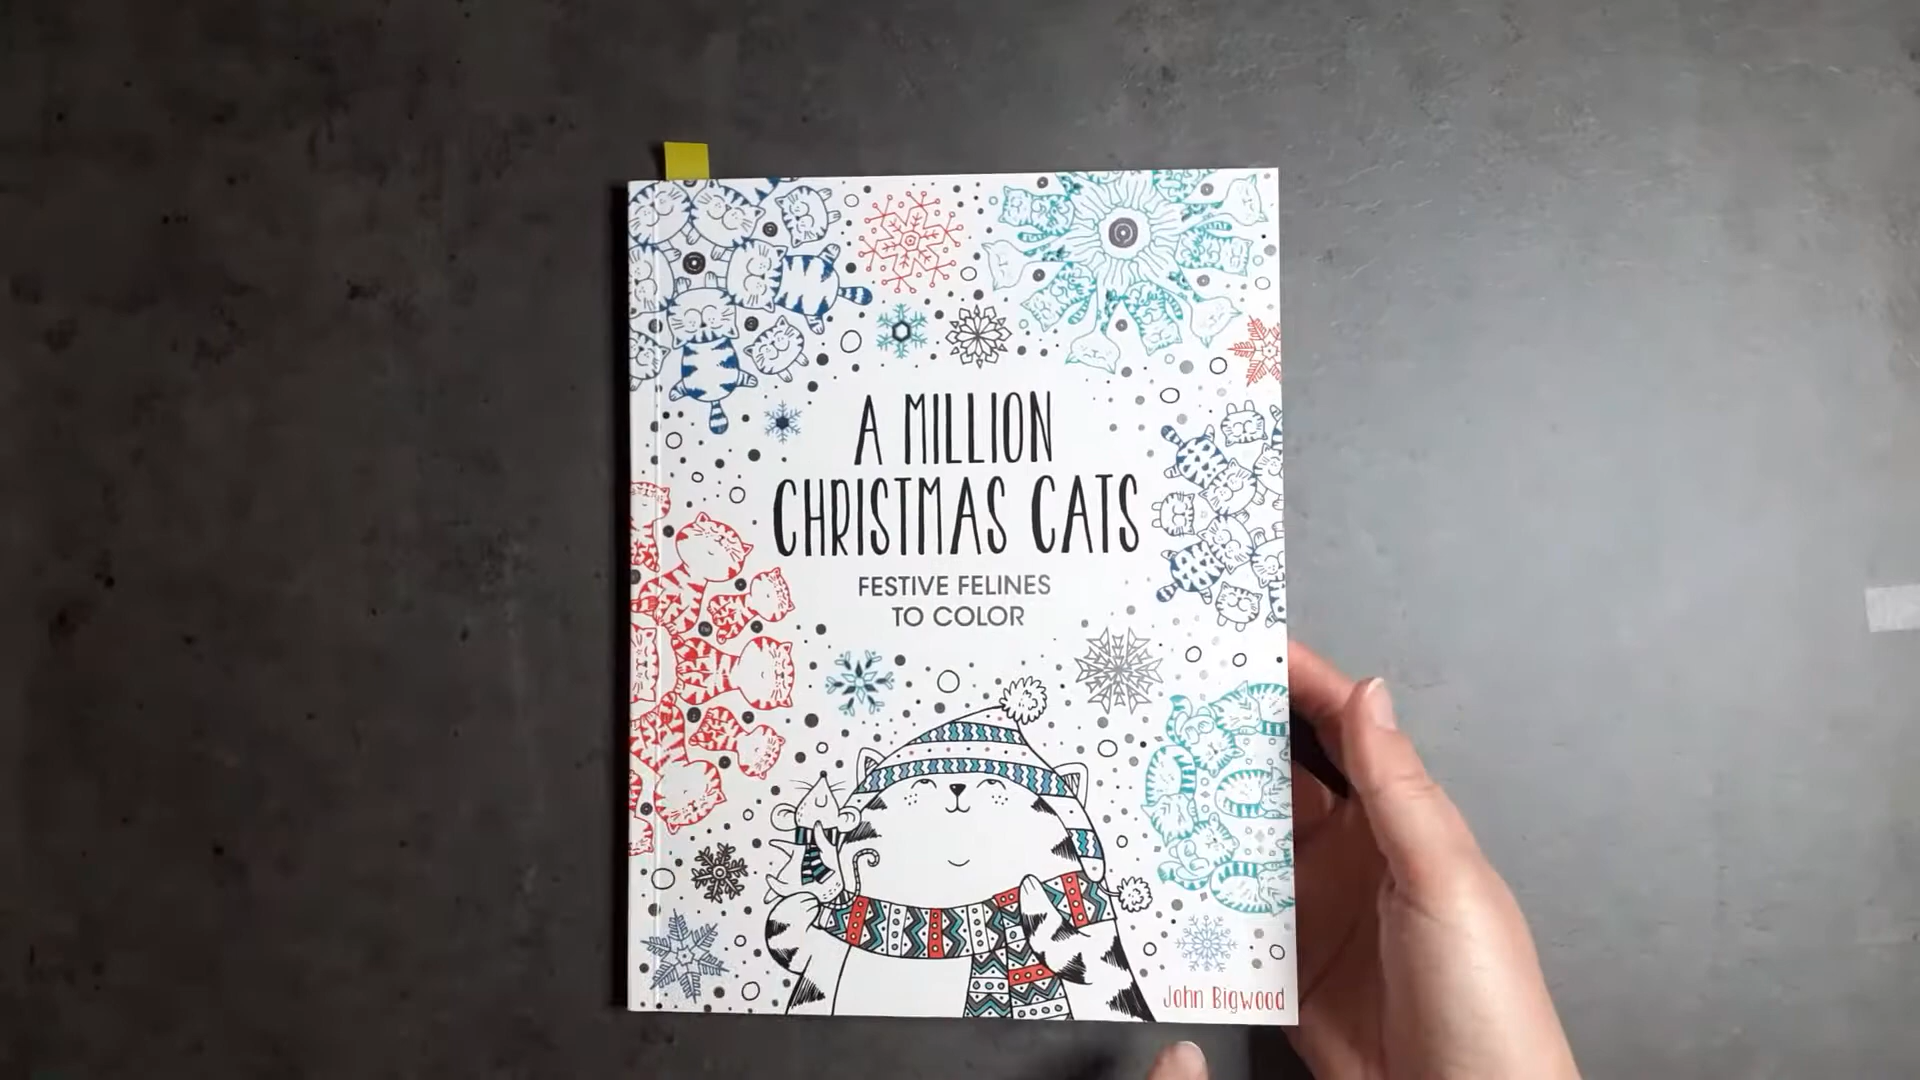 A MILLION
CHRISTMAS CATS
FESTIVE FELINES
TO COLOR
John Bigwood